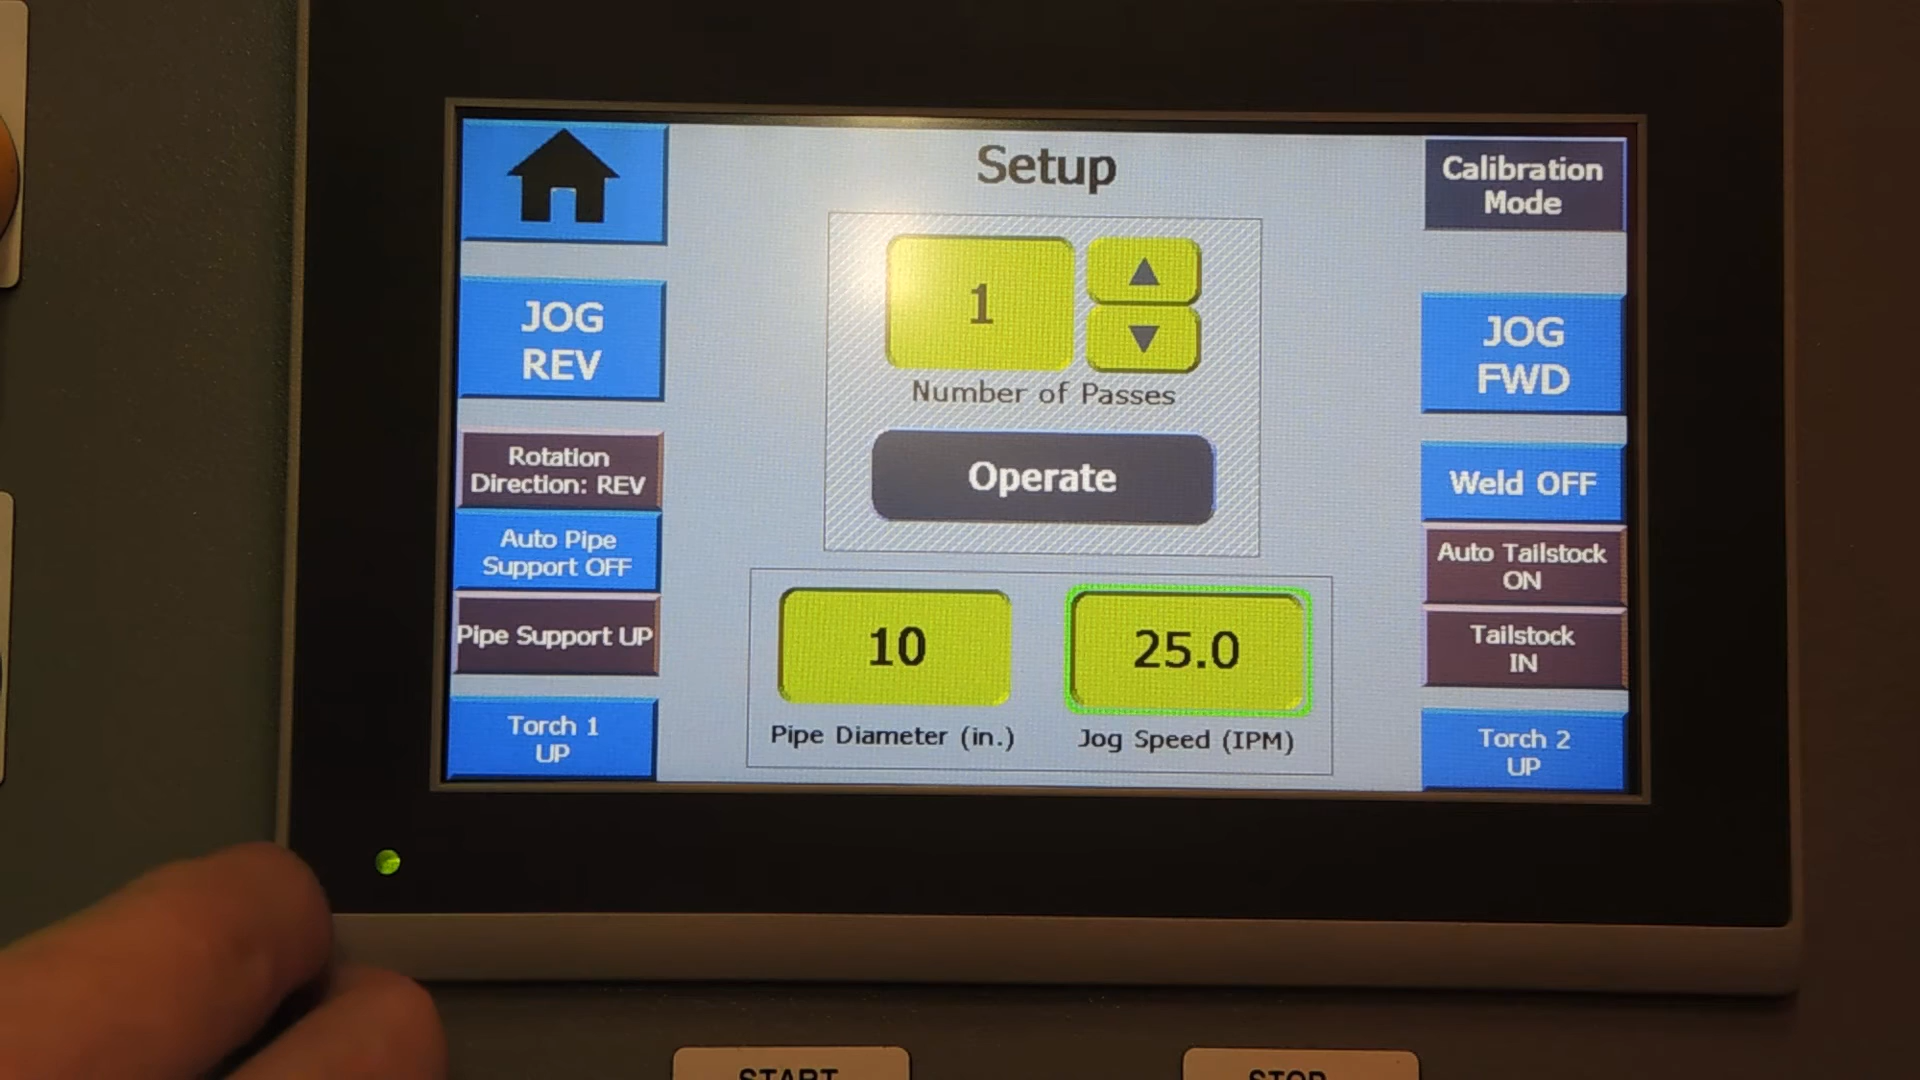 Setup
Calibration
Mode
1
▲
▼
Number of Passes
JOG
REV
JOG
FWD
Operate
Rotation
Direction: REV
Weld OFF
Auto Pipe
Support OFF
Auto Tailstock
ON
Pipe Support UP
10
25.0
Tailstock
IN
Pipe Diameter (in.)
Jog Speed (IPM)
Torch 1
UP
Torch 2
UP
START
STOP